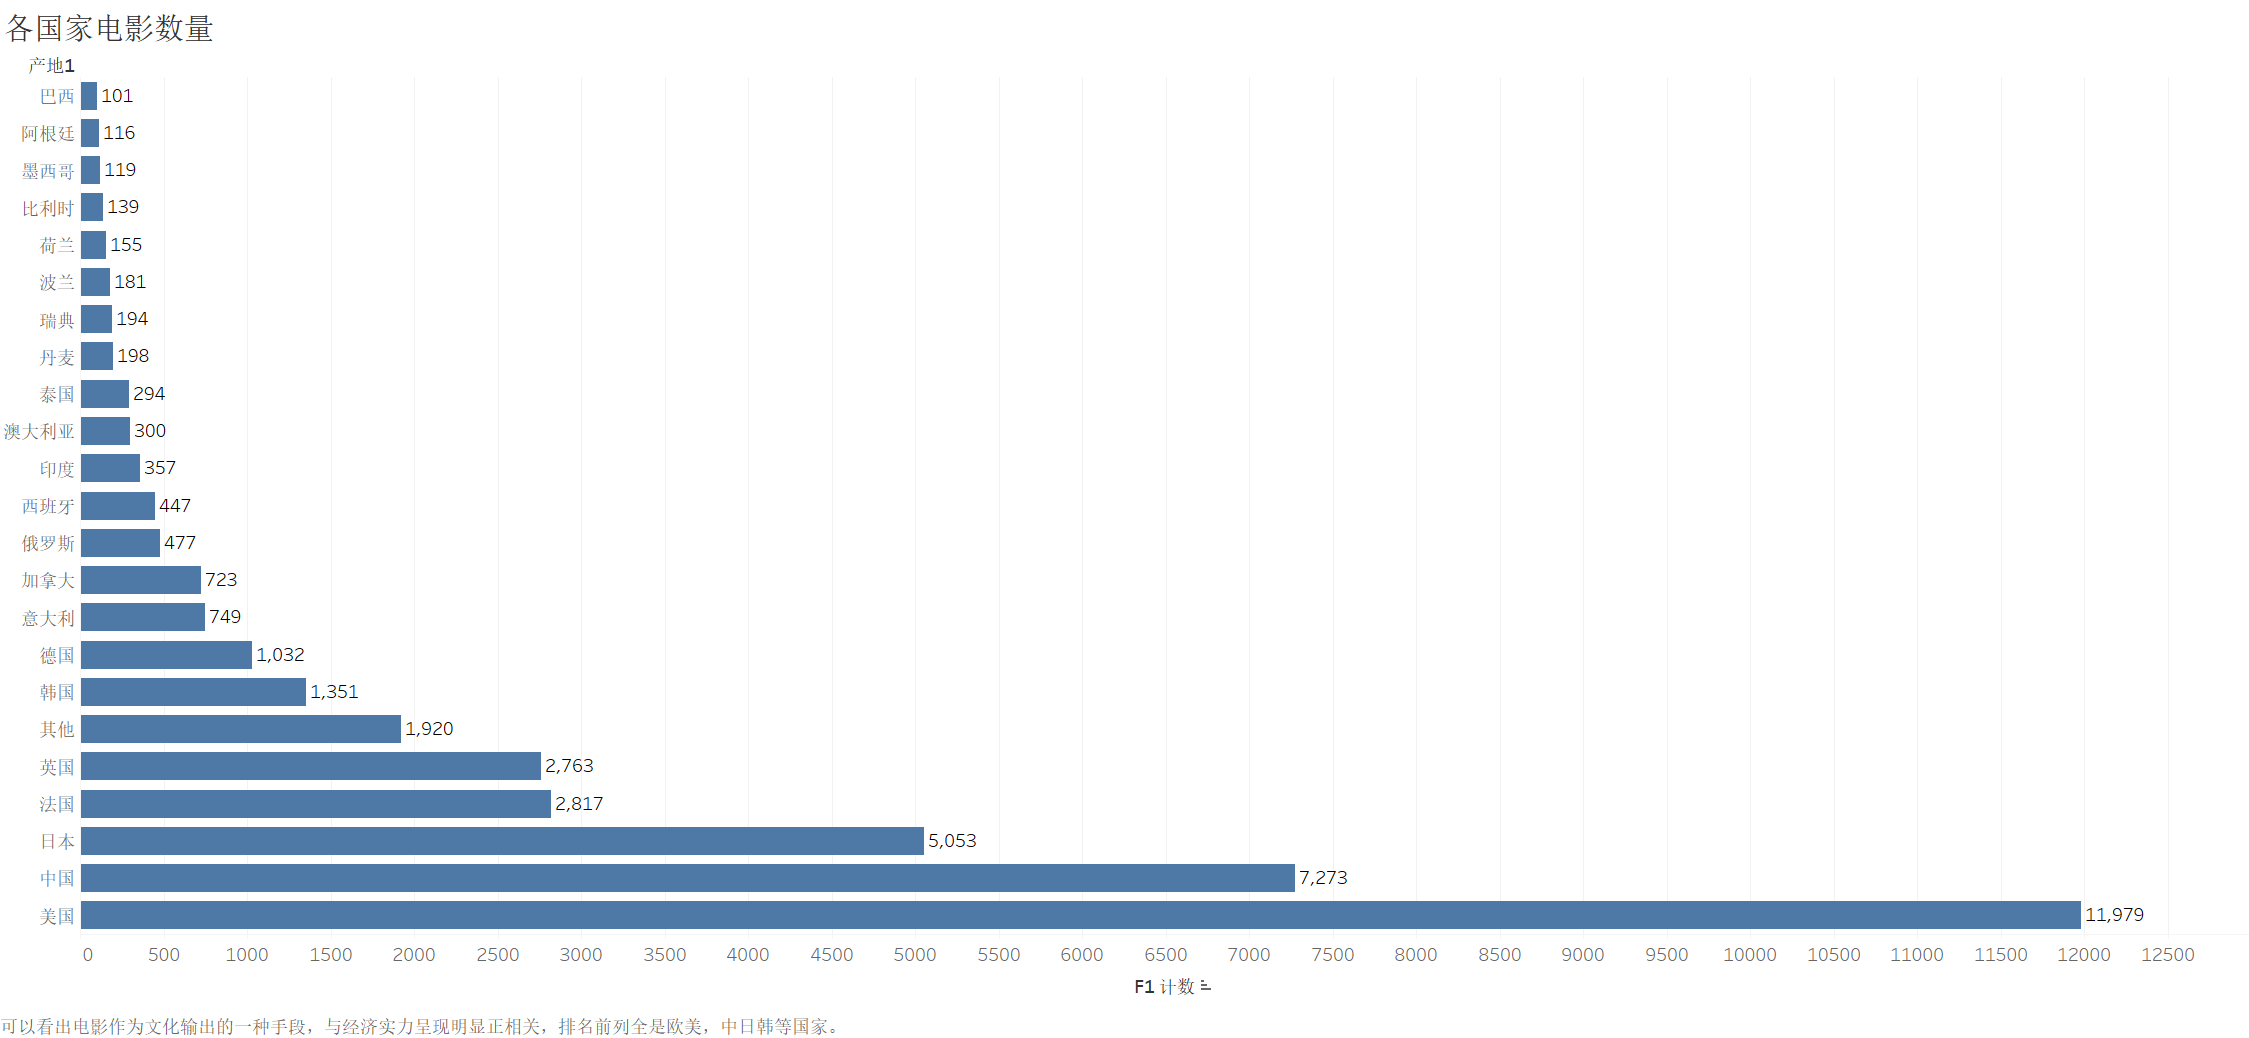 各国家电影数量
产地1
巴西 101
阿根廷 116
墨西哥 119
比利时 139
荷兰 155
波兰 181
瑞典 194
丹麦 198
泰国 294
澳大利亚 300
印度 357
西班牙 447
俄罗斯 477
加拿大 723
意大利 749
德国 1,032
韩国 1,351
其他 1,920
英国 2,763
法国 2,817
日本 5,053
中国 7,273
美国 11,979
0 500 1000 1500 2000 2500 3000 3500 4000 4500 5000 5500 6000 6500 7000 7500 8000 8500 9000 9500 10000 10500 11000 11500 12000 12500
F1 计数
可以看出电影作为文化输出的一种手段，与经济实力呈现明显正相关，排名前列全是欧美，中日韩等国家。